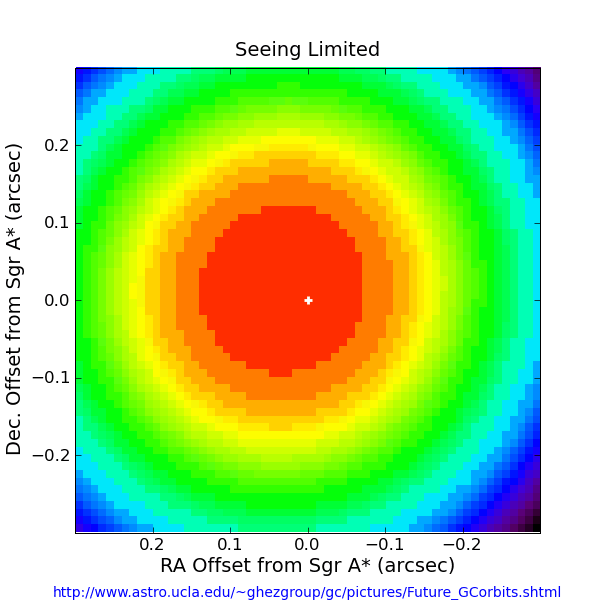 Seeing Limited
Dec. Offset from Sgr A* (arcsec)
0.2
0.1
0.0
−0.1
−0.2
0.2 0.1 0.0 −0.1 −0.2
RA Offset from Sgr A* (arcsec)
http://www.astro.ucla.edu/~ghezgroup/gc/pictures/Future_GCorbits.shtml